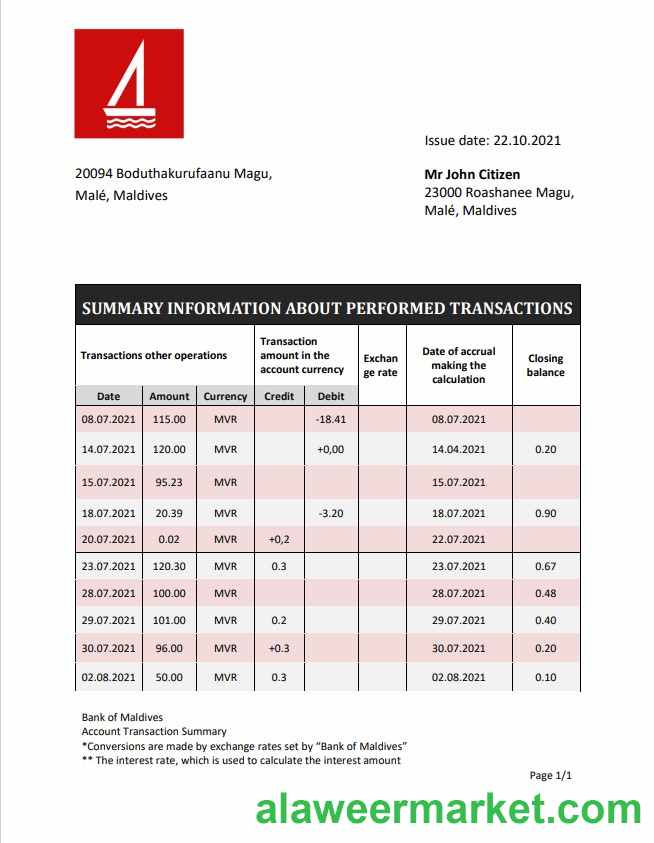 Issue date: 22.10.2021
20094 Boduthakurufaanu Magu,
Malé, Maldives
Mr John Citizen
23000 Roashanee Magu,
Malé, Maldives
SUMMARY INFORMATION ABOUT PERFORMED TRANSACTIONS
Transactions other operations
Transaction
amount in the
account currency
Exchan
ge rate
Date of accrual
making the
calculation
Closing
balance
Date Amount Currency Credit Debit
08.07.2021 115.00 MVR -18.41 08.07.2021
14.07.2021 120.00 MVR +0,00 14.04.2021 0.20
15.07.2021 95.23 MVR 15.07.2021
18.07.2021 20.39 MVR -3.20 18.07.2021 0.90
20.07.2021 0.02 MVR +0,2 22.07.2021
23.07.2021 120.30 MVR 0.3 23.07.2021 0.67
28.07.2021 100.00 MVR 28.07.2021 0.48
29.07.2021 101.00 MVR 0.2 29.07.2021 0.40
30.07.2021 96.00 MVR +0.3 30.07.2021 0.20
02.08.2021 50.00 MVR 0.3 02.08.2021 0.10
Bank of Maldives
Account Transaction Summary
*Conversions are made by exchange rates set by “Bank of Maldives”
** The interest rate, which is used to calculate the interest amount
Page 1/1
alaweermarket.com